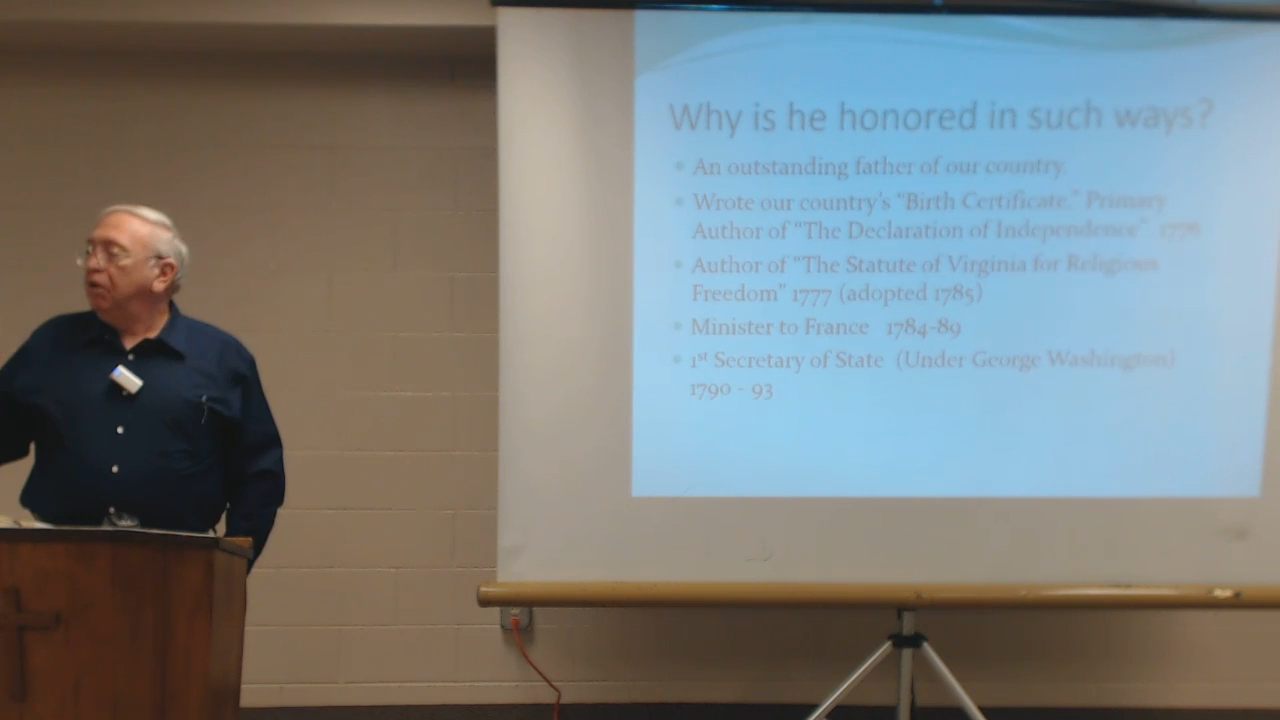 Why is he honored in such ways?
An outstanding father of our country.
Wrote our country's "Birth Certificate." Primary
Author of "The Declaration of Independence" 1776
Author of "The Statute of Virginia for Religious
Freedom" 1777 (adopted 1785)
Minister to France 1784-89
1st Secretary of State (Under George Washington)
1790 - 93